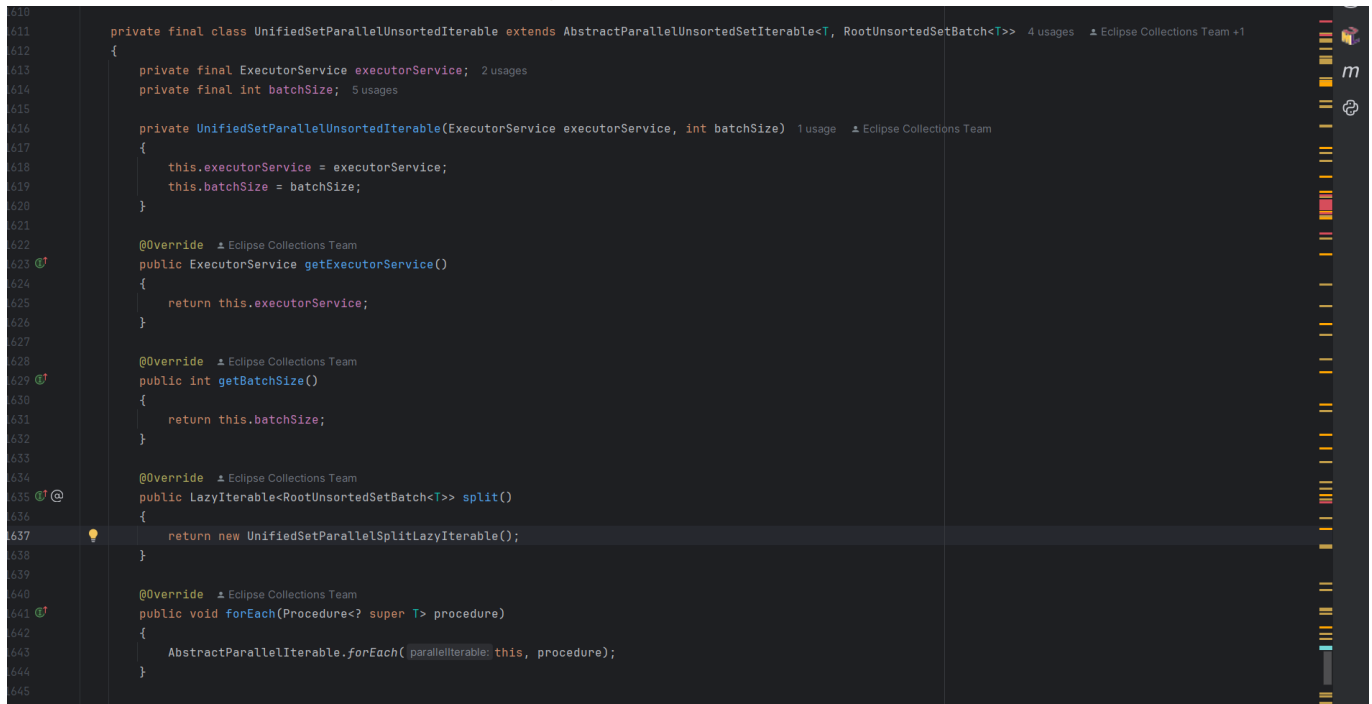 1610
1611 private final class UnifiedSetParallelUnsortedIterable extends AbstractParallelUnsortedSetIterable<T, RootUnsortedSetBatch<T>> 4 usages Eclipse Collections Team +1
1612 {
1613 private final ExecutorService executorService; 2 usages
1614 private final int batchSize; 5 usages
1615
1616 private UnifiedSetParallelUnsortedIterable(ExecutorService executorService, int batchSize) 1 usage Eclipse Collections Team
1617 {
1618 this.executorService = executorService;
1619 this.batchSize = batchSize;
1620 }
1621
1622 @Override Eclipse Collections Team
1623 public ExecutorService getExecutorService()
1624 {
1625 return this.executorService;
1626 }
1627
1628 @Override Eclipse Collections Team
1629 public int getBatchSize()
1630 {
1631 return this.batchSize;
1632 }
1633
1634 @Override Eclipse Collections Team
1635 @ public LazyIterable<RootUnsortedSetBatch<T>> split()
1636 {
1637 return new UnifiedSetParallelSplitLazyIterable();
1638 }
1639
1640 @Override Eclipse Collections Team
1641 public void forEach(Procedure<? super T> procedure)
1642 {
1643 AbstractParallelIterable.forEach( parallelIterable: this, procedure);
1644 }
1645
m